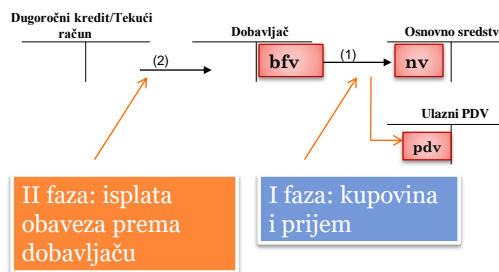 Dugoročni kredit/Tekući
račun
Dobavljač
Osnovno sredstvo
(2)
bfv
(1)
nv
Ulazni PDV
pdv
II faza: isplata
obaveza prema
dobavljaču
I faza: kupovina
i prijem